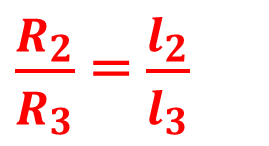 R₂/R₃ = l₂/l₃